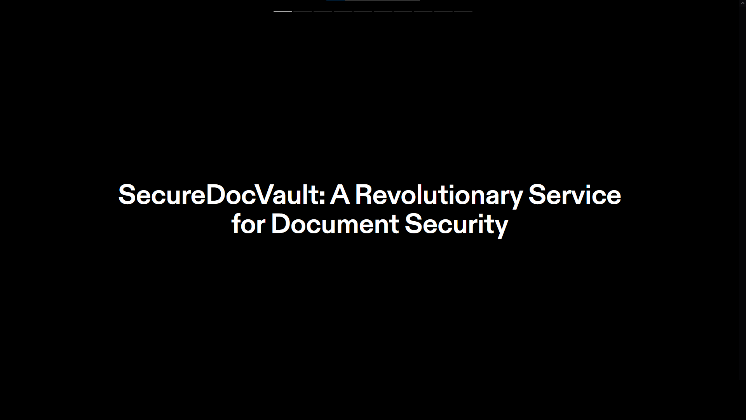 SecureDocVault: A Revolutionary Service
for Document Security